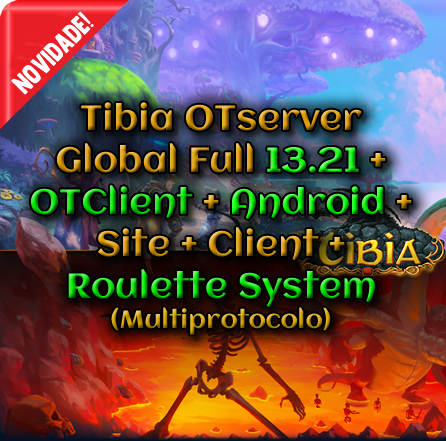 NOVIDADE!
Tibia OTserver
Global Full 13.21 +
OTClient + Android +
Site + Client +
TIBIA
Roulette System
(Multiprotocolo)